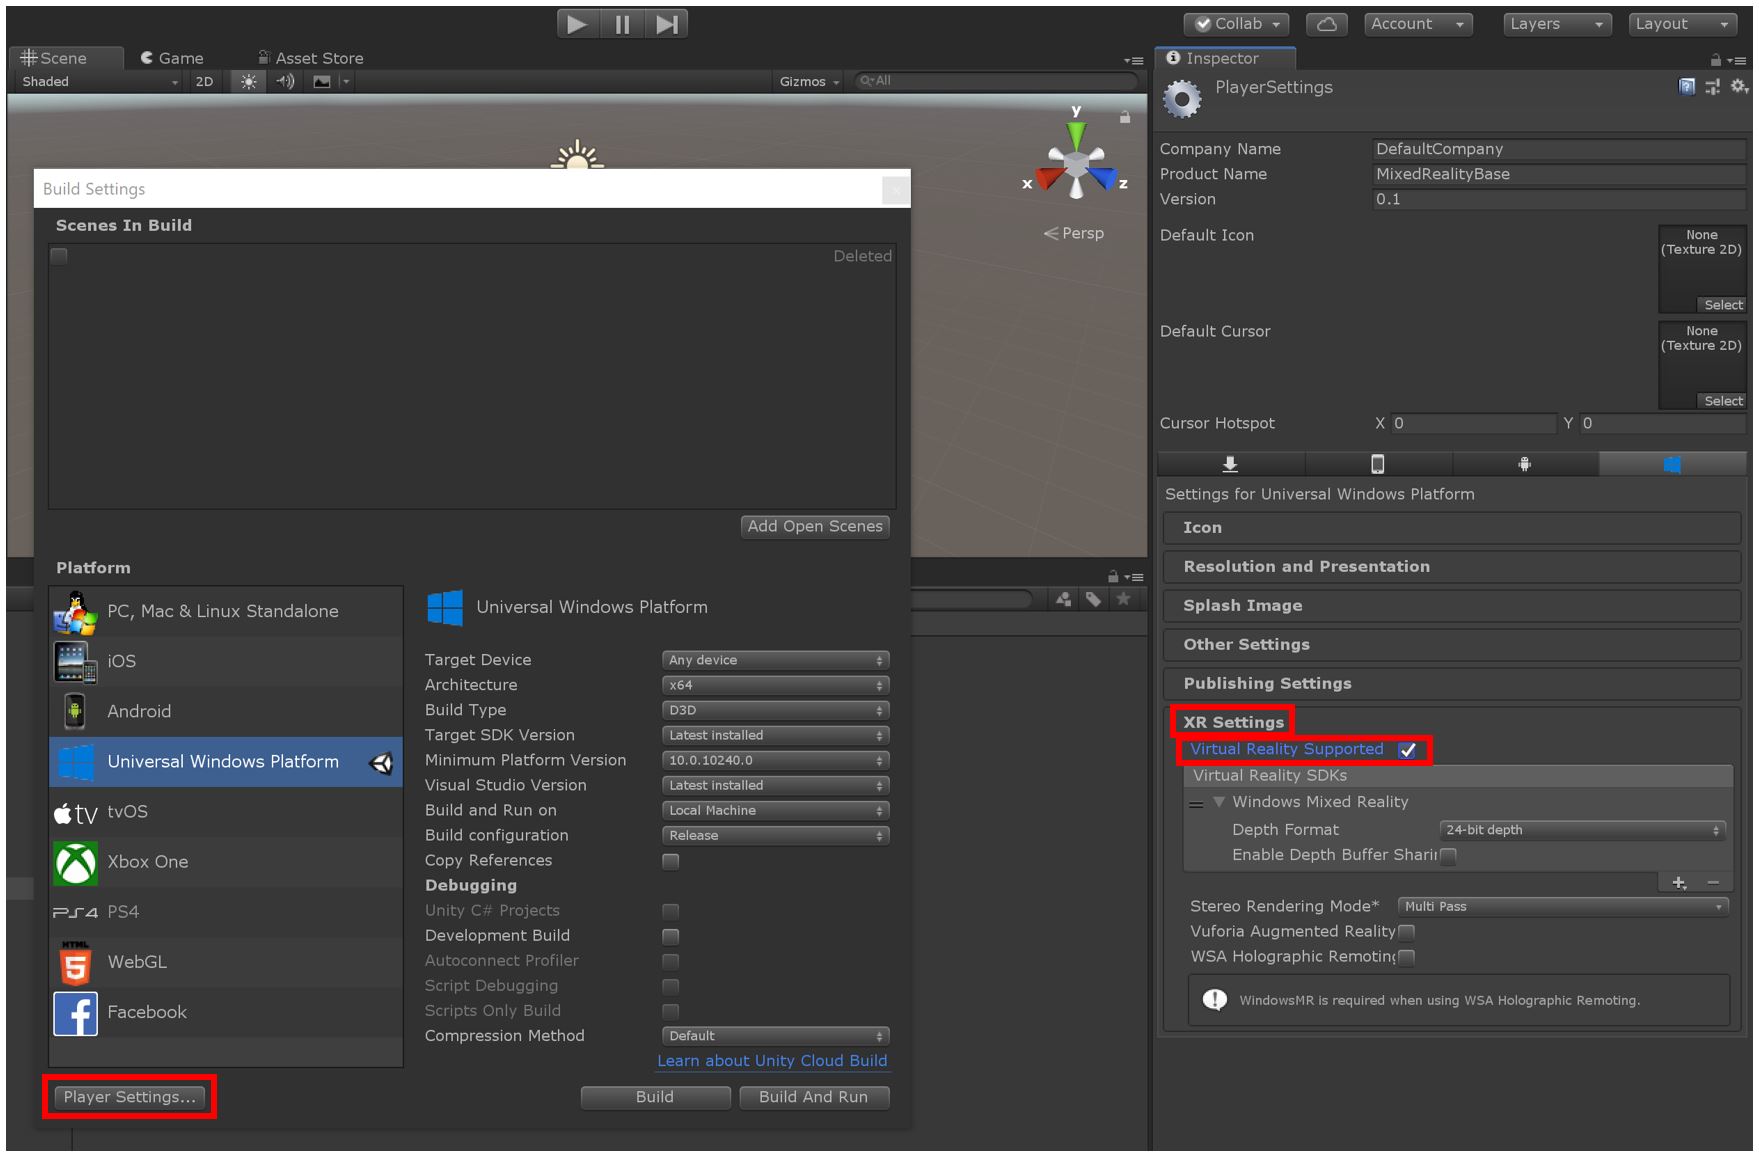 Collab
Account
Layers
Layout
Scene
Game
Asset Store
Shaded
2D
Gizmos
All
y
x
z
Persp
Build Settings
Scenes In Build
Deleted
Add Open Scenes
Platform
PC, Mac & Linux Standalone
iOS
Android
Universal Windows Platform
tv
tvOS
Xbox One
PS4
HTML
5
WebGL
f
Facebook
Player Settings...
Universal Windows Platform
Target Device Any device
Architecture x64
Build Type D3D
Target SDK Version Latest installed
Minimum Platform Version 10.0.10240.0
Visual Studio Version Latest installed
Build and Run on Local Machine
Build configuration Release
Copy References
Debugging
Unity C# Projects
Development Build
Autoconnect Profiler
Script Debugging
Scripts Only Build
Compression Method Default
Learn about Unity Cloud Build
Build
Build And Run
Inspector
PlayerSettings
Company Name DefaultCompany
Product Name MixedRealityBase
Version 0.1
Default Icon
None
(Texture 2D)
Select
Default Cursor
None
(Texture 2D)
Select
Cursor Hotspot X 0 Y 0
Settings for Universal Windows Platform
Icon
Resolution and Presentation
Splash Image
Other Settings
Publishing Settings
XR Settings
Virtual Reality Supported
Virtual Reality SDKs
Windows Mixed Reality
Depth Format 24-bit depth
Enable Depth Buffer Sharir
Stereo Rendering Mode* Multi Pass
Vuforia Augmented Reality
WSA Holographic Remoting
WindowsMR is required when using WSA Holographic Remoting.